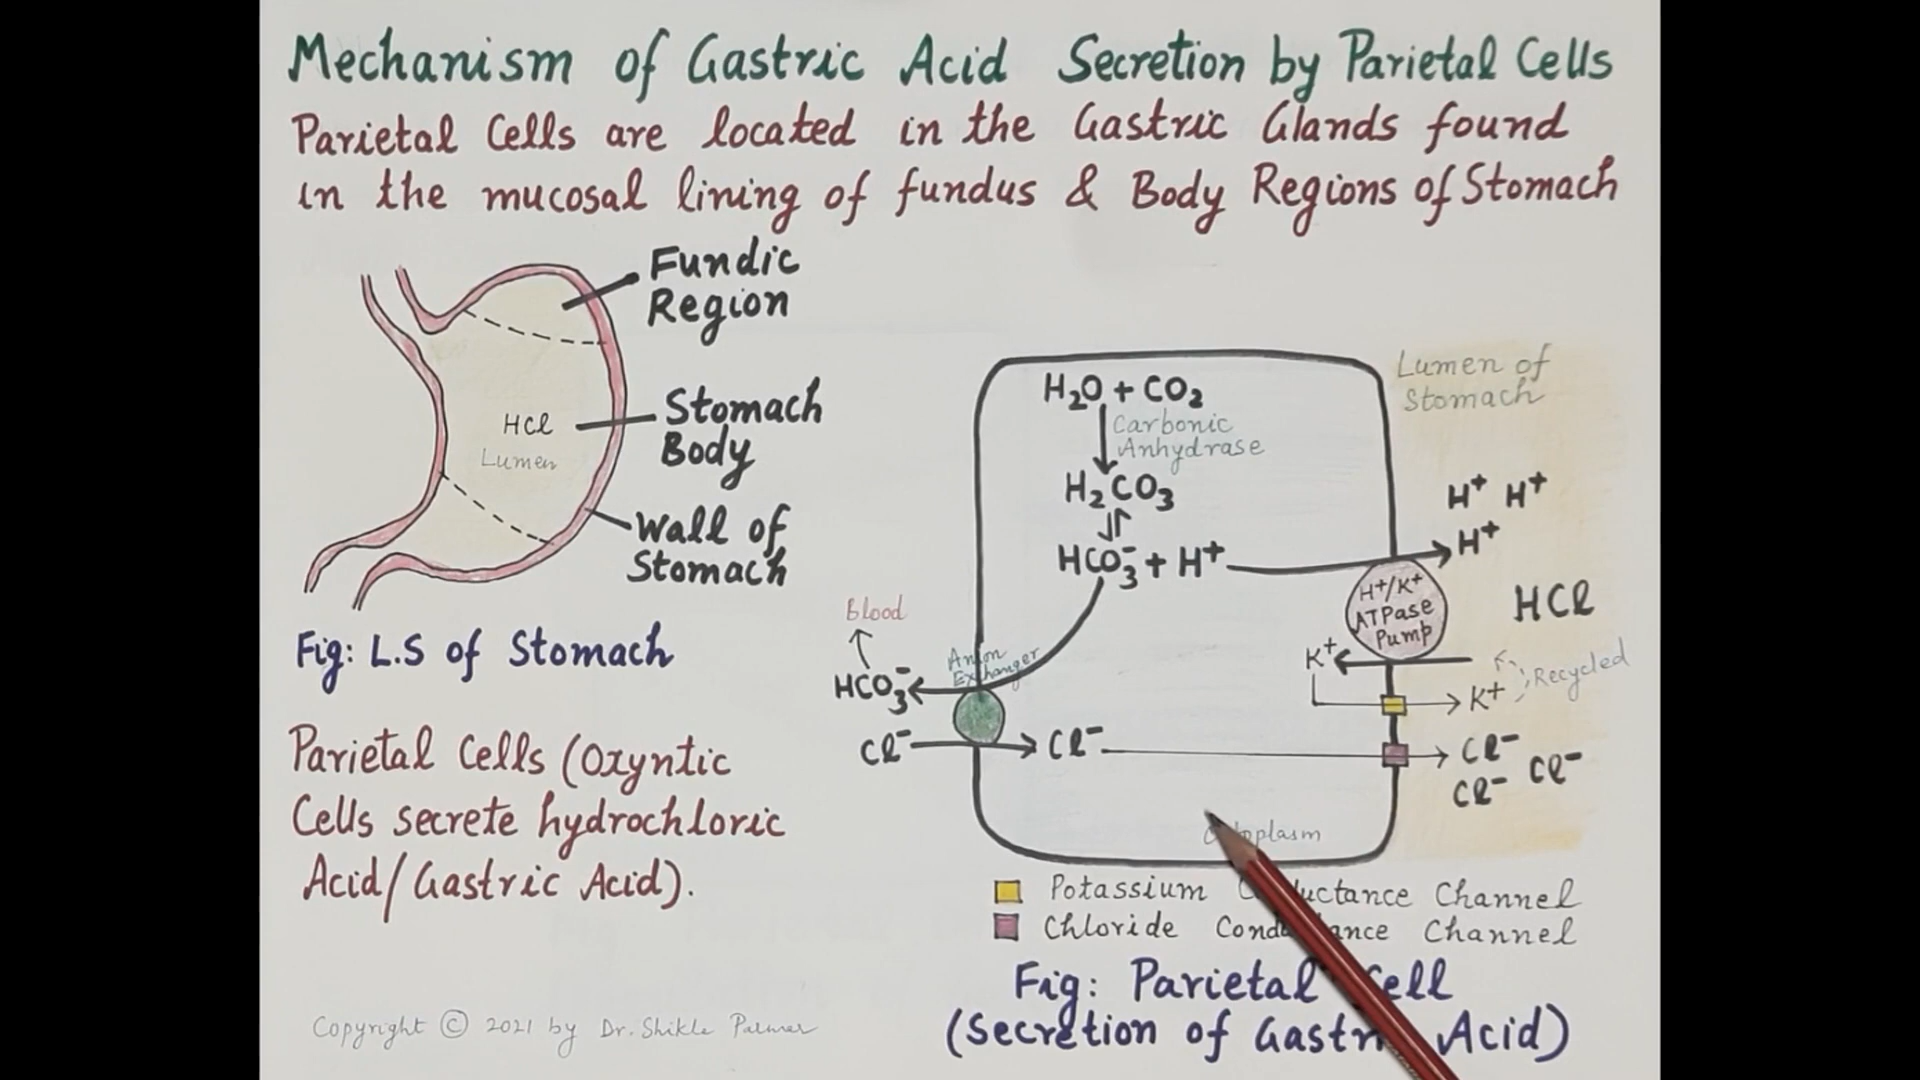 Mechanism of Gastric Acid Secretion by Parietal Cells
Parietal Cells are located in the Gastric Glands found
in the mucosal lining of fundus & Body Regions of Stomach
Fundic
Region
HCl
Lumen
Stomach
Body
Wall of
Stomach
Fig: L.S of Stomach
Parietal Cells (Oxyntic
Cells secrete hydrochloric
Acid/Gastric Acid).
Lumen of
Stomach
H₂O + CO₂
Carbonic
Anhydrase
H₂CO₃
HCO₃⁻ + H⁺
H⁺ H⁺
H⁺
H⁺/K⁺
ATPase
Pump
HCl
Blood
Anion
Exchanger
HCO₃⁻
K⁺
K⁺
Recycled
Cl⁻
Cl⁻
Cl⁻
Cl⁻ Cl⁻
Potassium Channel
Chloride Channel
Fig: Parietal Cell
(Secretion of Acid)
Copyright © 2021 by Dr. Shikle